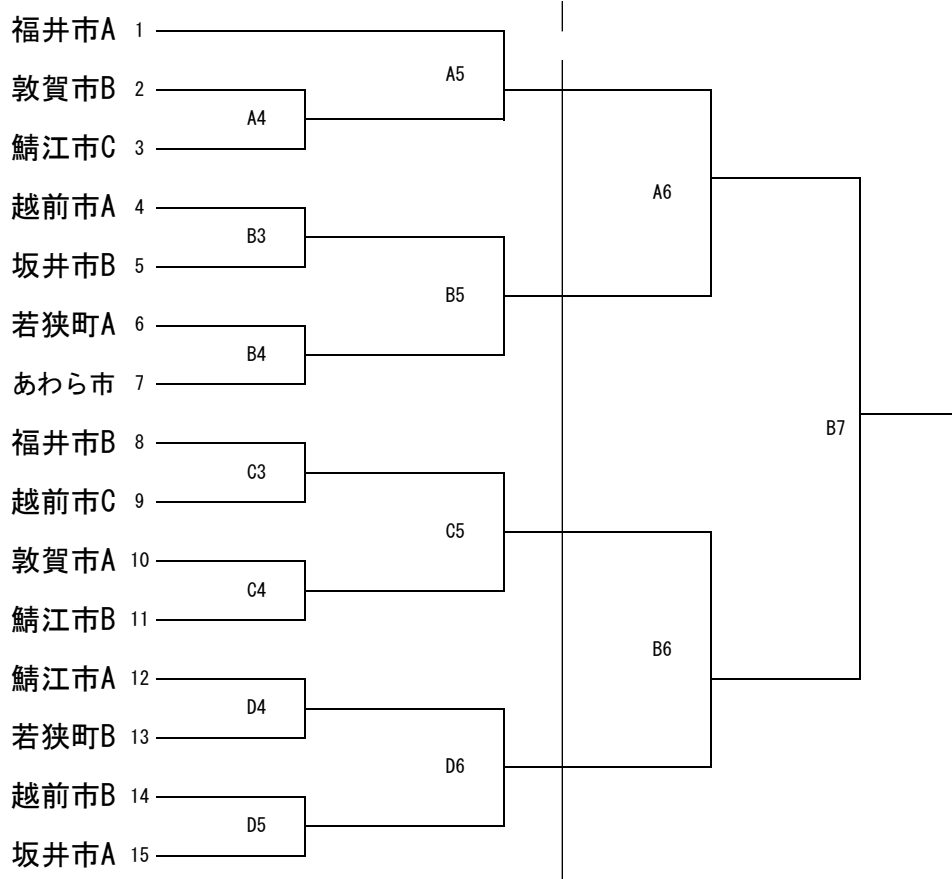 福井市A 1
A5
敦賀市B 2
A4
鯖江市C 3
越前市A 4
A6
B3
坂井市B 5
B5
若狭町A 6
B4
あわら市 7
B7
福井市B 8
C3
越前市C 9
C5
敦賀市A 10
C4
鯖江市B 11
B6
鯖江市A 12
D4
若狭町B 13
D6
越前市B 14
D5
坂井市A 15